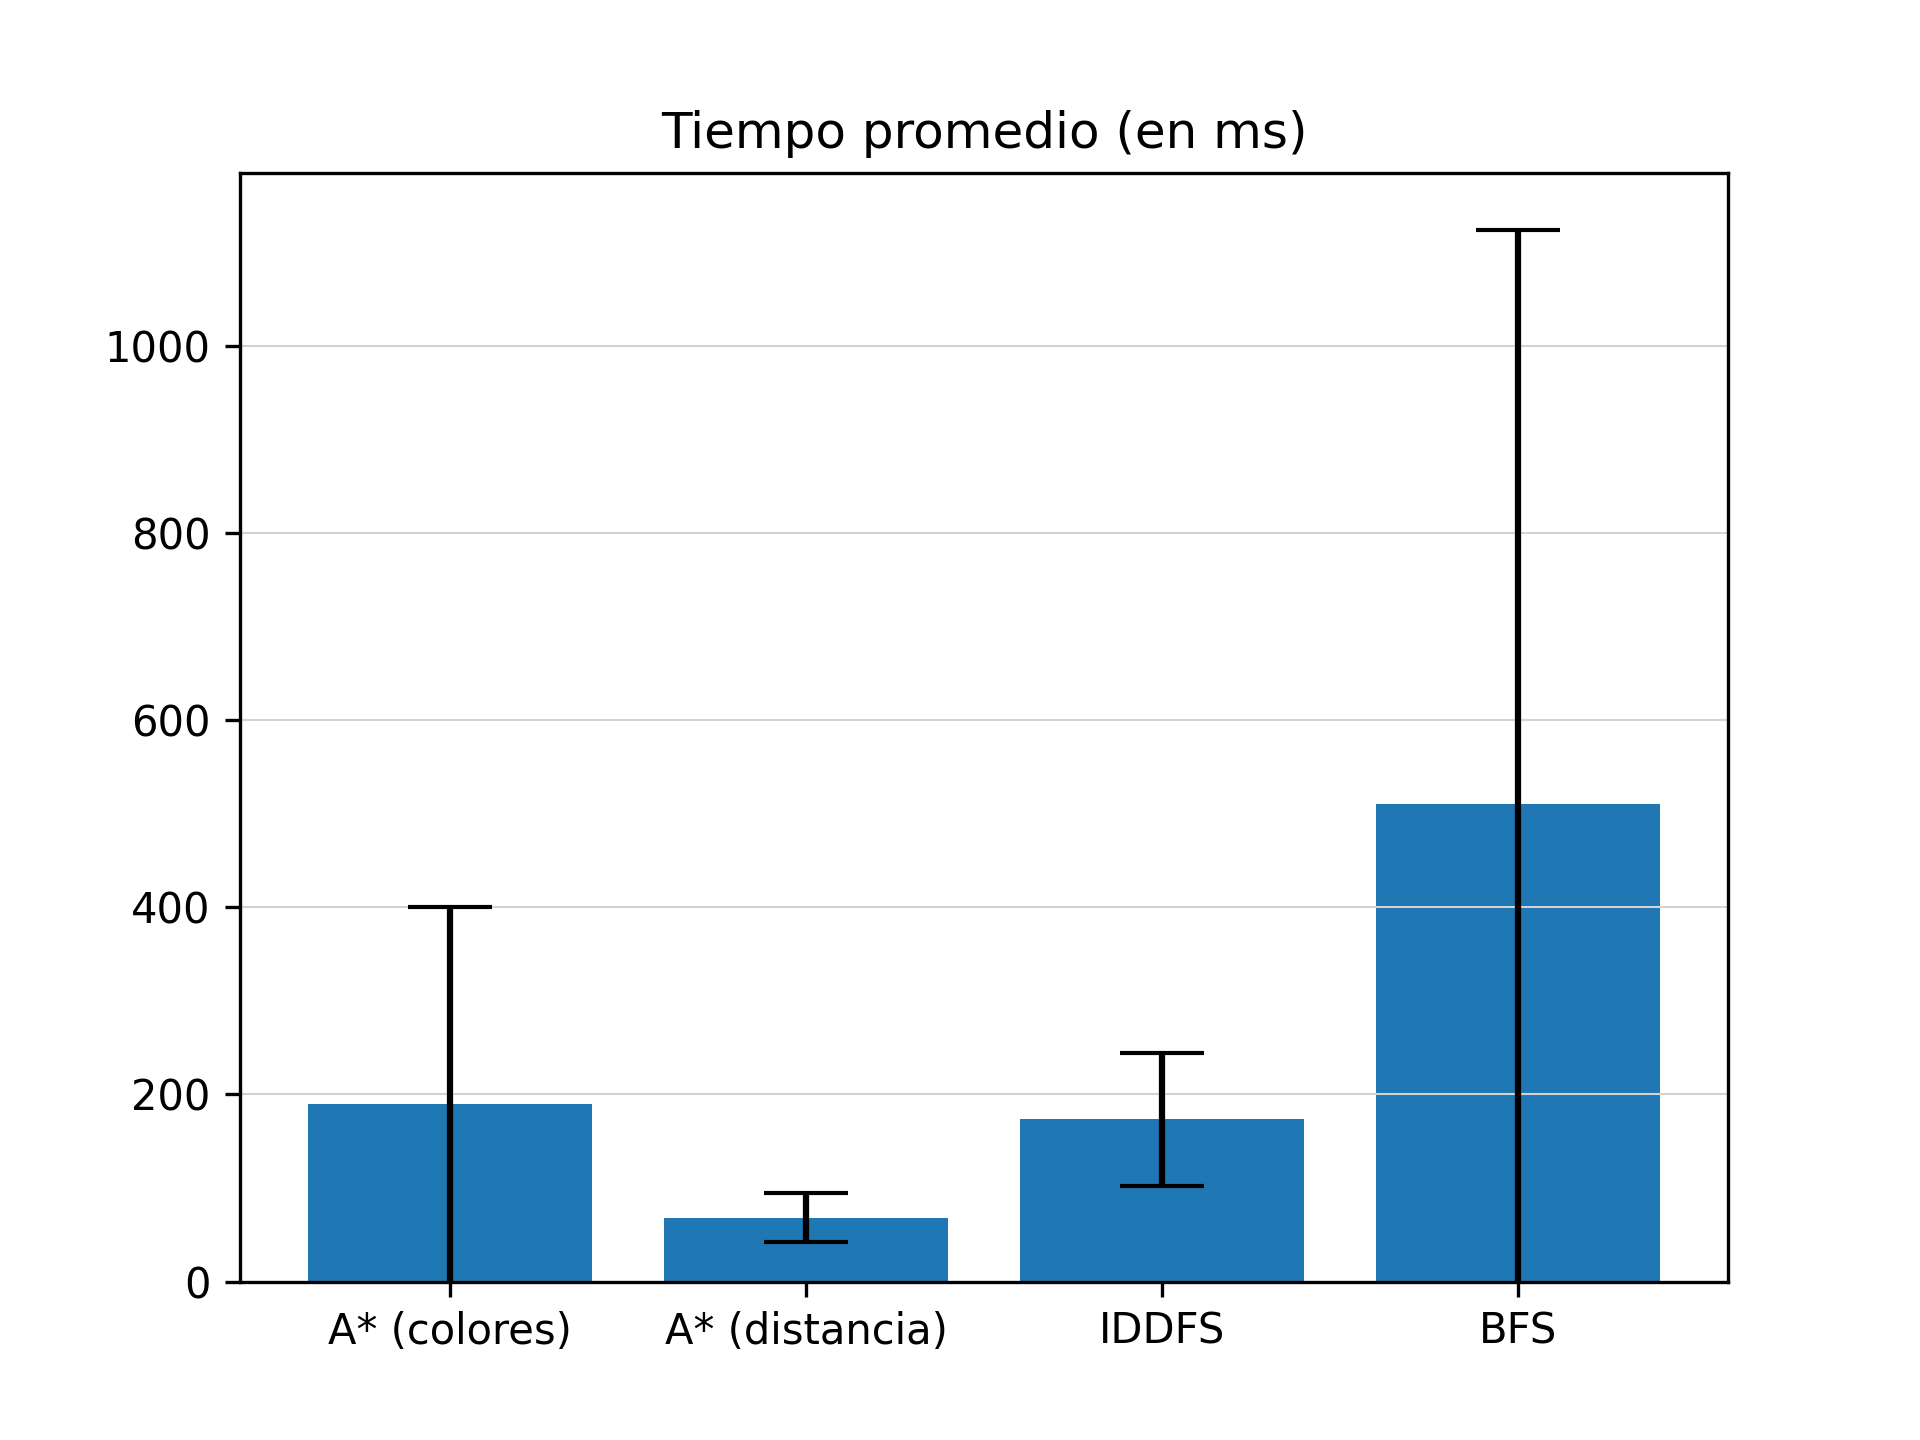 Tiempo promedio (en ms)
1000
800
600
400
200
0
A* (colores)
A* (distancia)
IDDFS
BFS